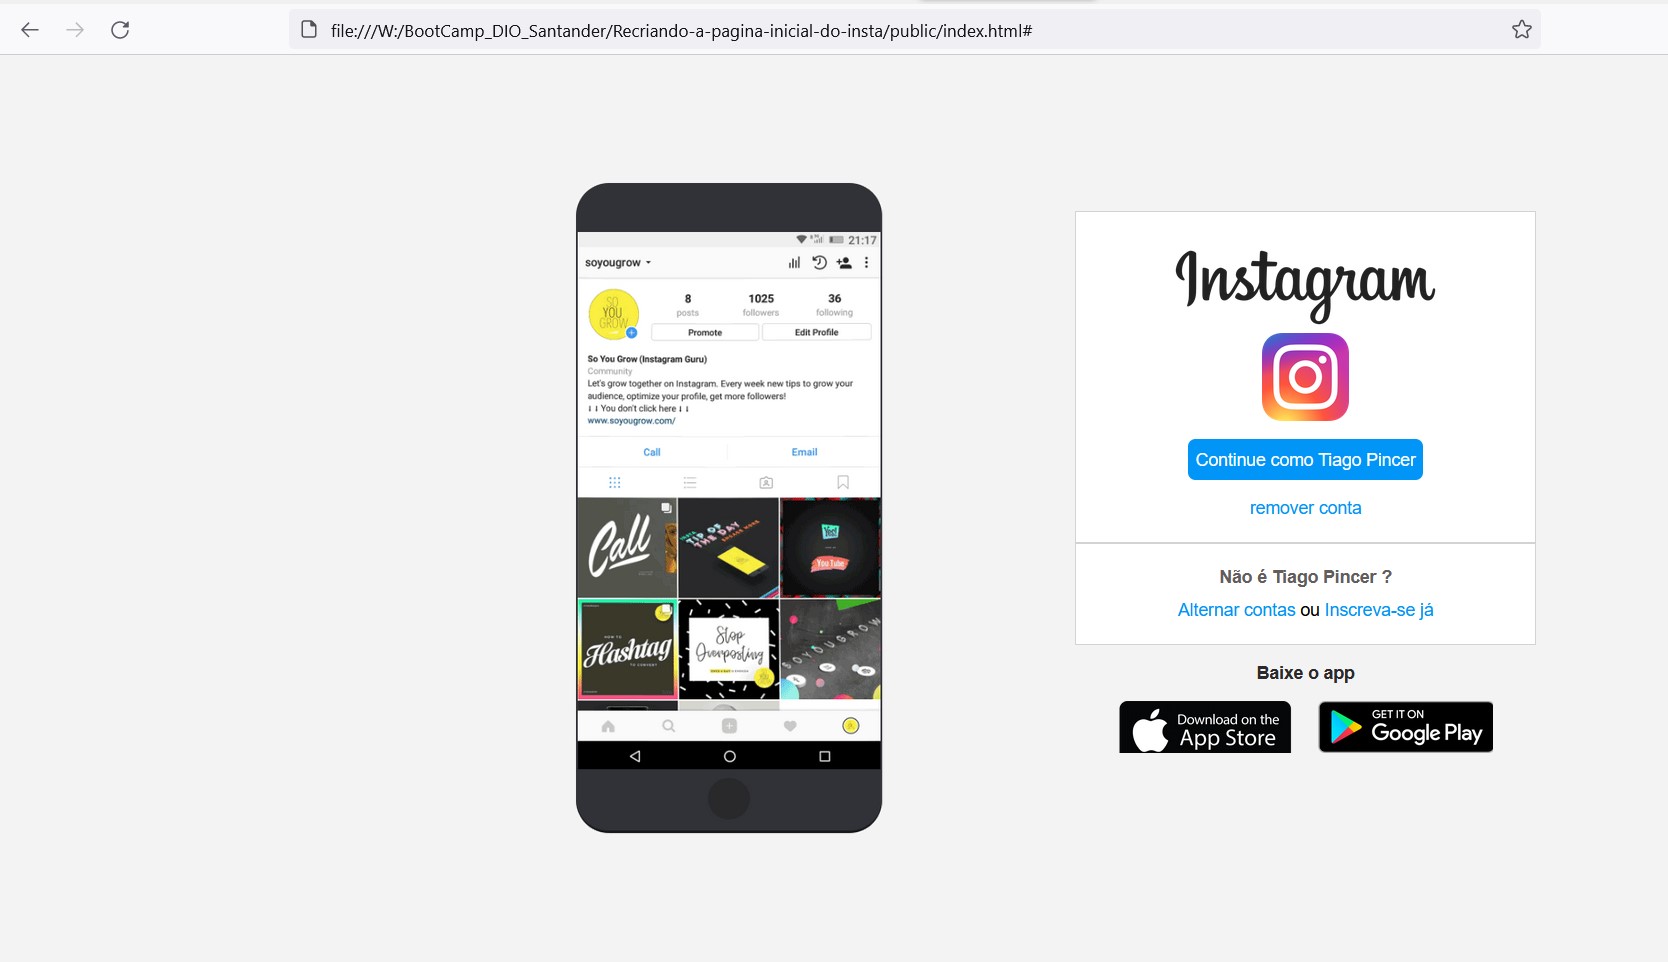 file:///W:/BootCamp_DIO_Santander/Recriando-a-pagina-inicial-do-insta/public/index.html#
21:17
soyougrow
SO
YOU
GROW
8 1025 36
posts followers following
Promote Edit Profile
So You Grow (Instagram Guru)
Community
Let's grow together on Instagram. Every week new tips to grow your
audience, optimize your profile, get more followers!
↓↓ You don't click here ↓↓
www.soyougrow.com/
Call Email
Call
TIP OF
THE DAY
YouTube
HOW TO
Hashtag
TO CONVERT
Stop
Overposting
SOYOUGROW
Instagram
Continue como Tiago Pincer
remover conta
Não é Tiago Pincer ?
Alternar contas ou Inscreva-se já
Baixe o app
Download on the
App Store
GET IT ON
Google Play